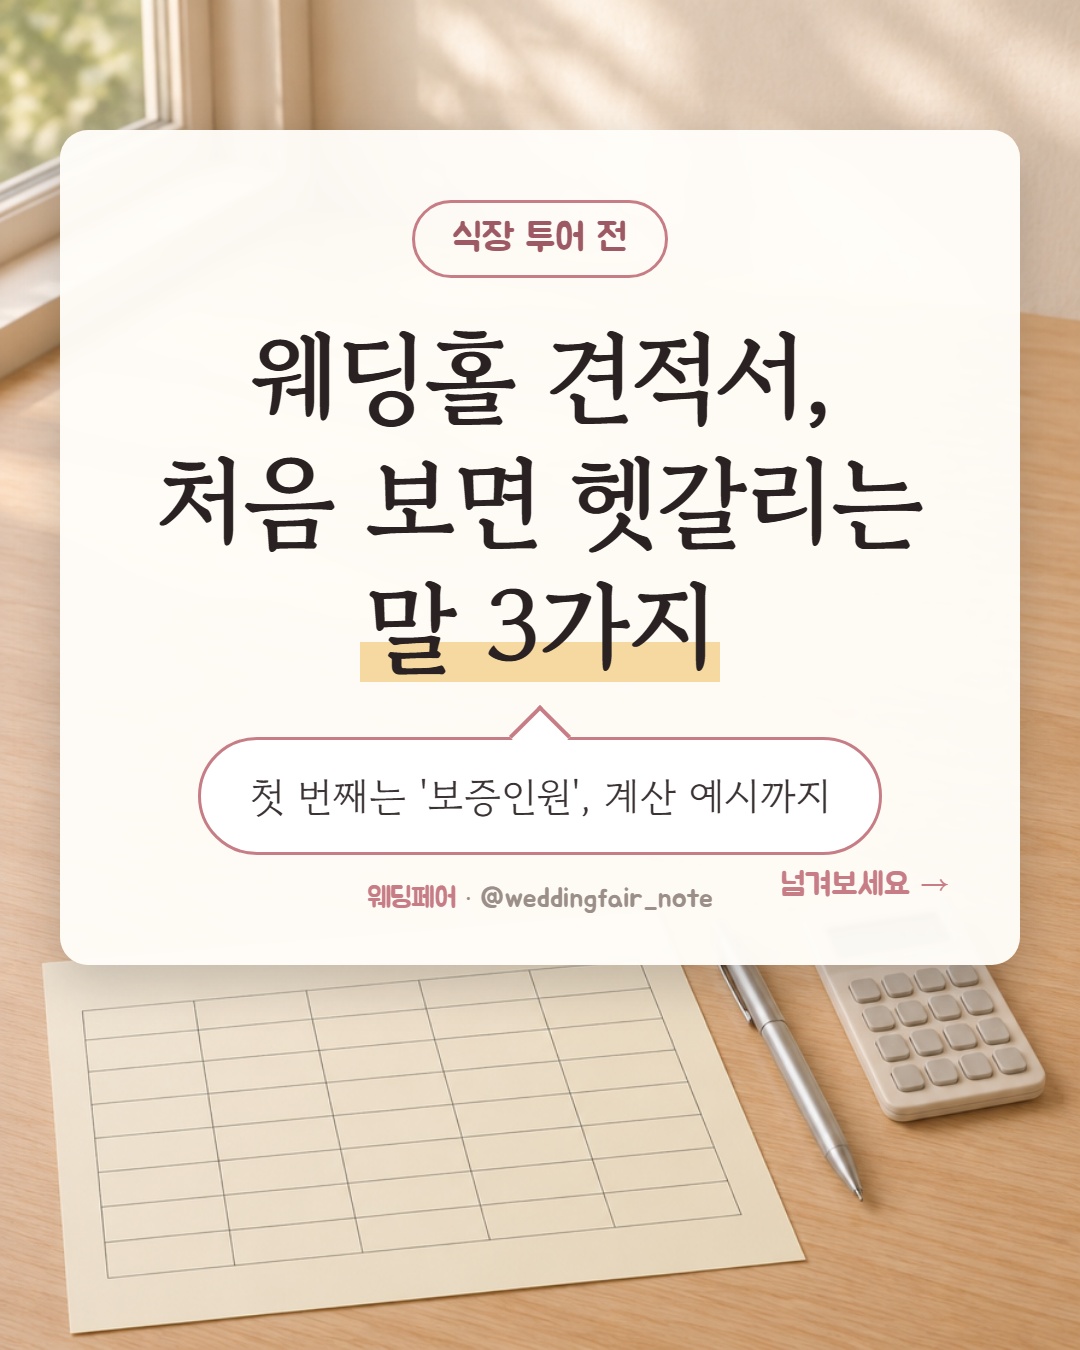 식장 투어 전
웨딩홀 견적서,
처음 보면 헷갈리는
말 3가지
첫 번째는 '보증인원', 계산 예시까지
웨딩페어 · @weddingfair_note
넘겨보세요 →